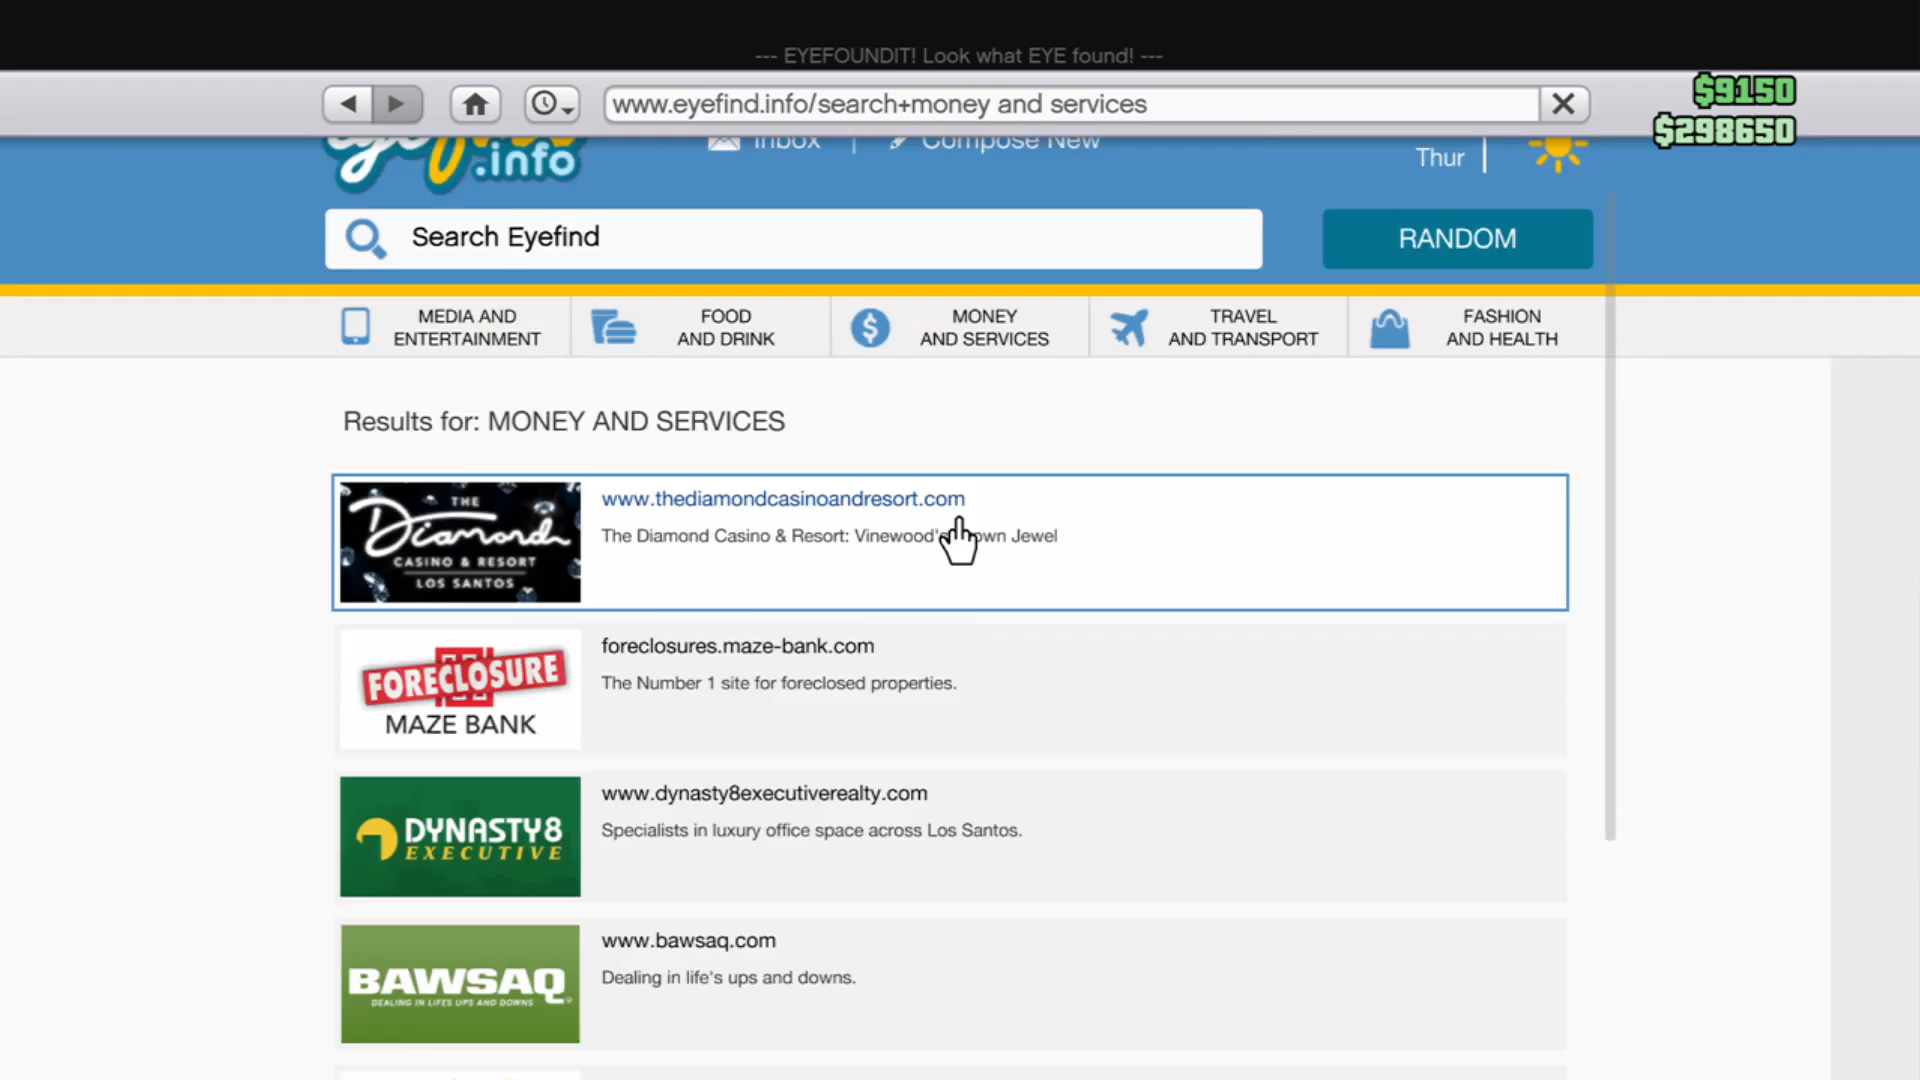 --- EYEFOUNDIT! Look what EYE found! ---
www.eyefind.info/search+money and services
$9150
$298650
.info
Inbox | Compose New
Thur
Search Eyefind
RANDOM
MEDIA AND
ENTERTAINMENT
FOOD
AND DRINK
MONEY
AND SERVICES
TRAVEL
AND TRANSPORT
FASHION
AND HEALTH
Results for: MONEY AND SERVICES
THE
Diamond
CASINO & RESORT
LOS SANTOS
www.thediamondcasinoandresort.com
The Diamond Casino & Resort: Vinewood's Crown Jewel
FORECLOSURE
MAZE BANK
foreclosures.maze-bank.com
The Number 1 site for foreclosed properties.
DYNASTY8
EXECUTIVE
www.dynasty8executiverealty.com
Specialists in luxury office space across Los Santos.
BAWSAQ
DEALING IN LIFE'S UPS AND DOWNS
www.bawsaq.com
Dealing in life's ups and downs.